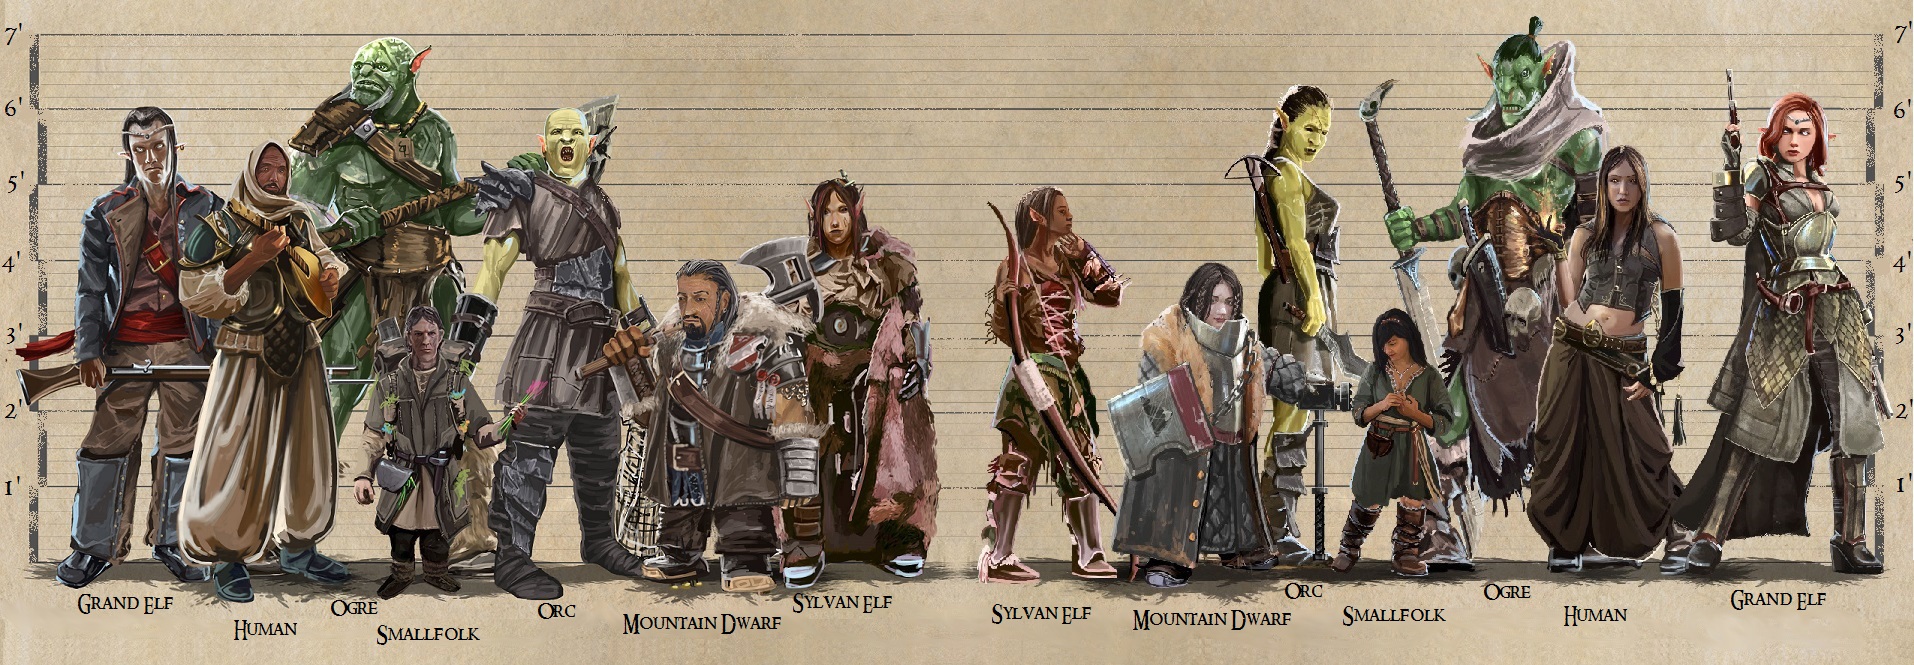 7'
6'
5'
4'
3'
2'
1'
7'
6'
5'
4'
3'
2'
1'
Grand Elf
Human
Ogre
Smallfolk
Orc
Mountain Dwarf
Sylvan Elf
Sylvan Elf
Mountain Dwarf
Orc
Smallfolk
Ogre
Human
Grand Elf